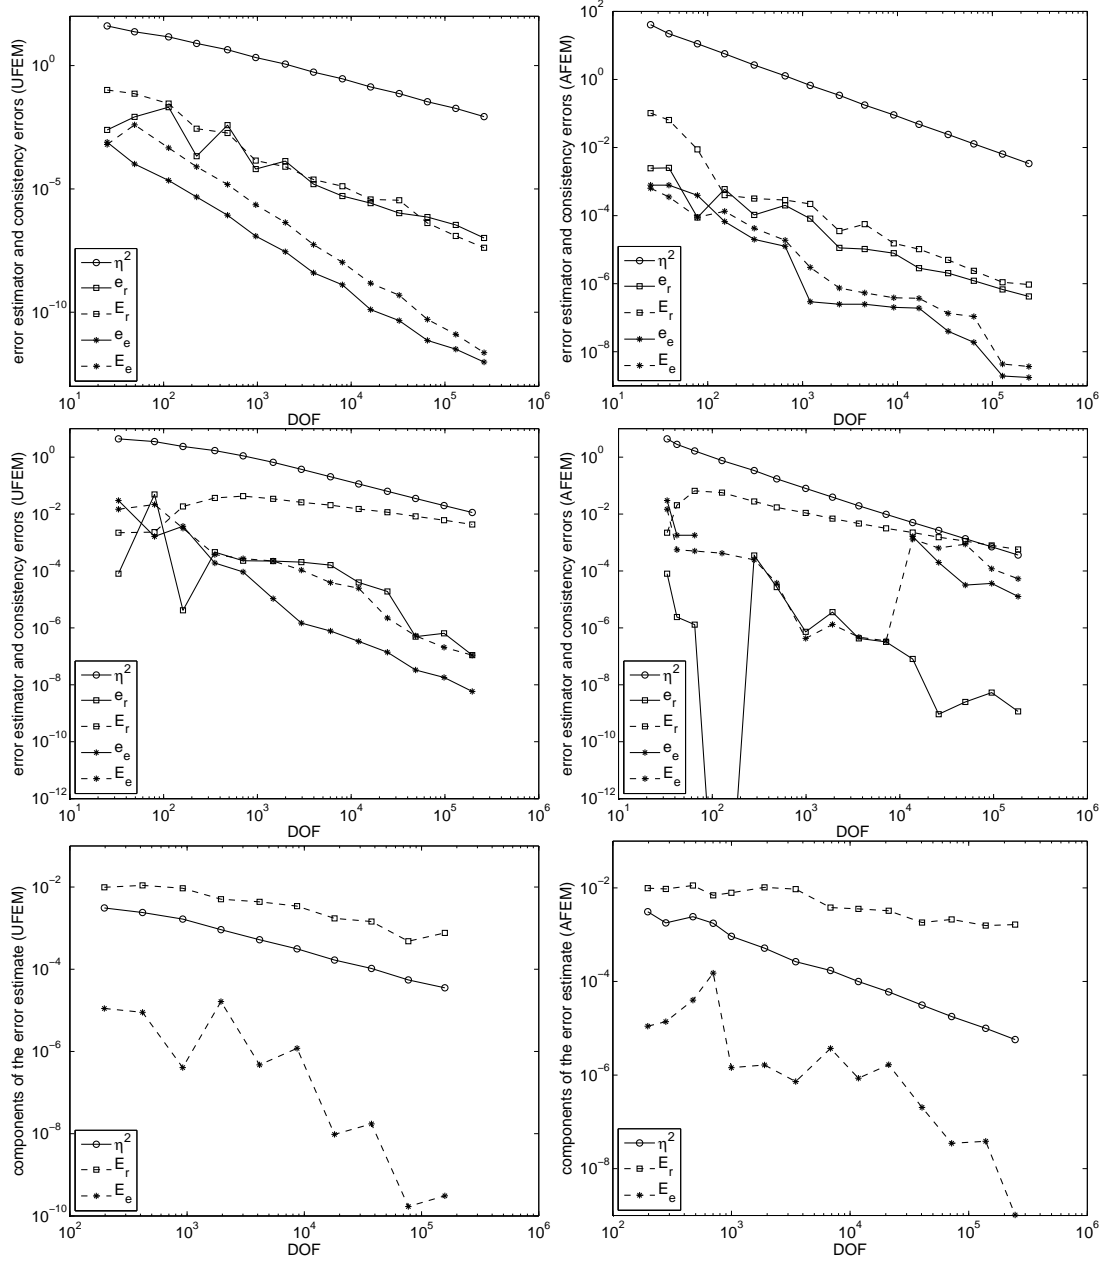 error estimator and consistency errors (UFEM)
10^0
10^−5
10^−10
η^2
e_r
E_r
e_e
E_e
10^1
10^2
10^3
10^4
10^5
10^6
DOF
error estimator and consistency errors (AFEM)
10^2
10^0
10^−2
10^−4
10^−6
10^−8
η^2
e_r
E_r
e_e
E_e
10^1
10^2
10^3
10^4
10^5
10^6
DOF
error estimator and consistency errors (UFEM)
10^0
10^−2
10^−4
10^−6
10^−8
10^−10
10^−12
η^2
e_r
E_r
e_e
E_e
10^1
10^2
10^3
10^4
10^5
10^6
DOF
error estimator and consistency errors (AFEM)
10^0
10^−2
10^−4
10^−6
10^−8
10^−10
10^−12
η^2
e_r
E_r
e_e
E_e
10^1
10^2
10^3
10^4
10^5
10^6
DOF
components of the error estimate (UFEM)
10^−2
10^−4
10^−6
10^−8
10^−10
η^2
E_r
E_e
10^2
10^3
10^4
10^5
10^6
DOF
components of the error estimate (AFEM)
10^−2
10^−4
10^−6
10^−8
η^2
E_r
E_e
10^2
10^3
10^4
10^5
10^6
DOF